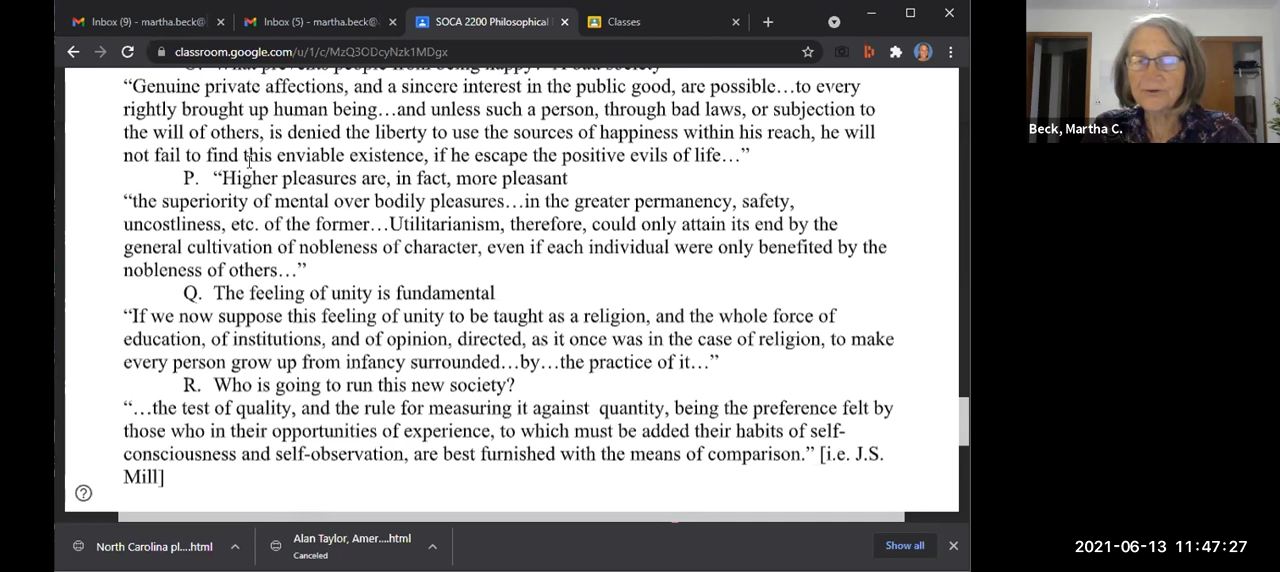 Inbox (9) - martha.beck@
Inbox (5) - martha.beck@
SOCA 2200 Philosophical
Classes
classroom.google.com/u/1/c/MzQ3ODcyNzk1MDgx
“Genuine private affections, and a sincere interest in the public good, are possible…to every
rightly brought up human being…and unless such a person, through bad laws, or subjection to
the will of others, is denied the liberty to use the sources of happiness within his reach, he will
not fail to find this enviable existence, if he escape the positive evils of life…”
P. “Higher pleasures are, in fact, more pleasant
“the superiority of mental over bodily pleasures…in the greater permanency, safety,
uncostliness, etc. of the former…Utilitarianism, therefore, could only attain its end by the
general cultivation of nobleness of character, even if each individual were only benefited by the
nobleness of others…”
Q. The feeling of unity is fundamental
“If we now suppose this feeling of unity to be taught as a religion, and the whole force of
education, of institutions, and of opinion, directed, as it once was in the case of religion, to make
every person grow up from infancy surrounded…by…the practice of it…”
R. Who is going to run this new society?
“…the test of quality, and the rule for measuring it against quantity, being the preference felt by
those who in their opportunities of experience, to which must be added their habits of self-
consciousness and self-observation, are best furnished with the means of comparison.” [i.e. J.S.
Mill]
North Carolina pl....html
Alan Taylor, Amer....html
Canceled
Show all
Beck, Martha C.
2021-06-13 11:47:27